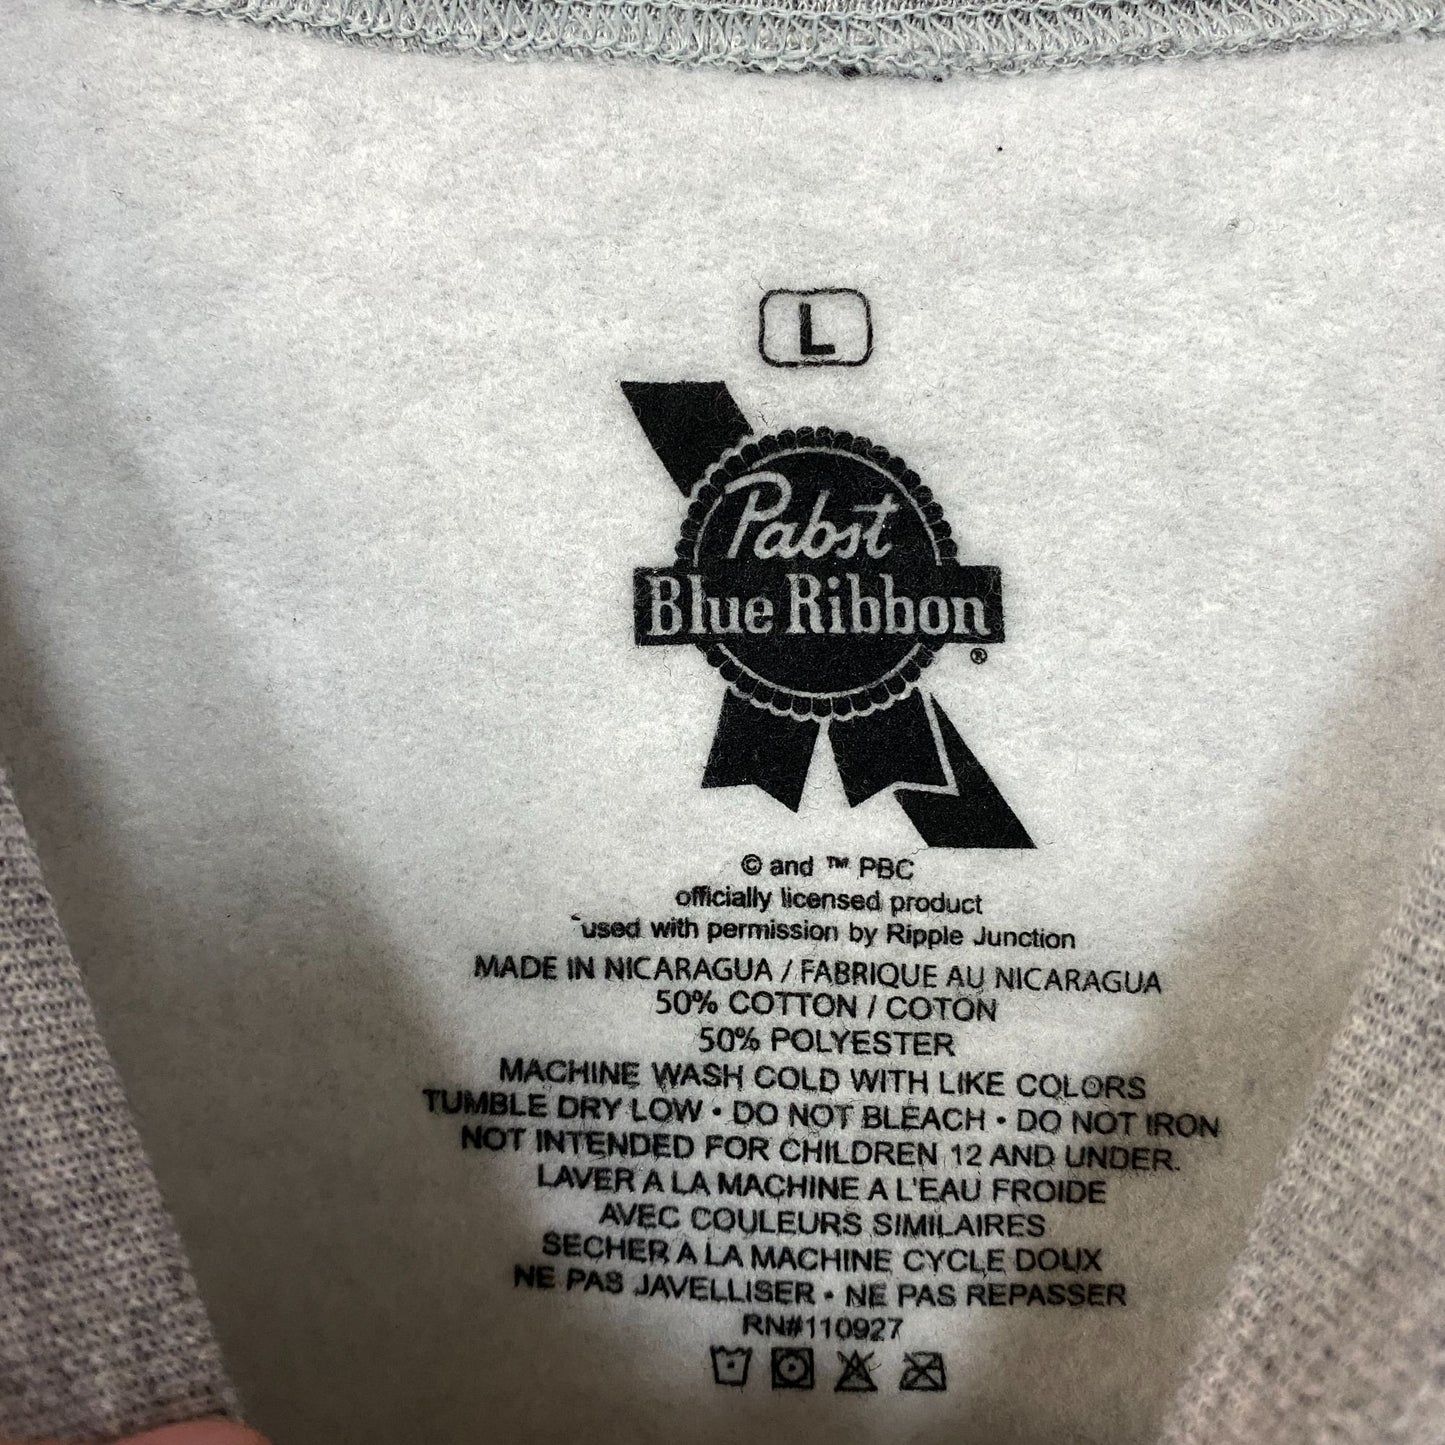 L
Pabst
Blue Ribbon
®
© and ™ PBC
officially licensed product
used with permission by Ripple Junction
MADE IN NICARAGUA / FABRIQUE AU NICARAGUA
50% COTTON / COTON
50% POLYESTER
MACHINE WASH COLD WITH LIKE COLORS
TUMBLE DRY LOW • DO NOT BLEACH • DO NOT IRON
NOT INTENDED FOR CHILDREN 12 AND UNDER.
LAVER A LA MACHINE A L'EAU FROIDE
AVEC COULEURS SIMILAIRES
SECHER A LA MACHINE CYCLE DOUX
NE PAS JAVELLISER • NE PAS REPASSER
RN#110927